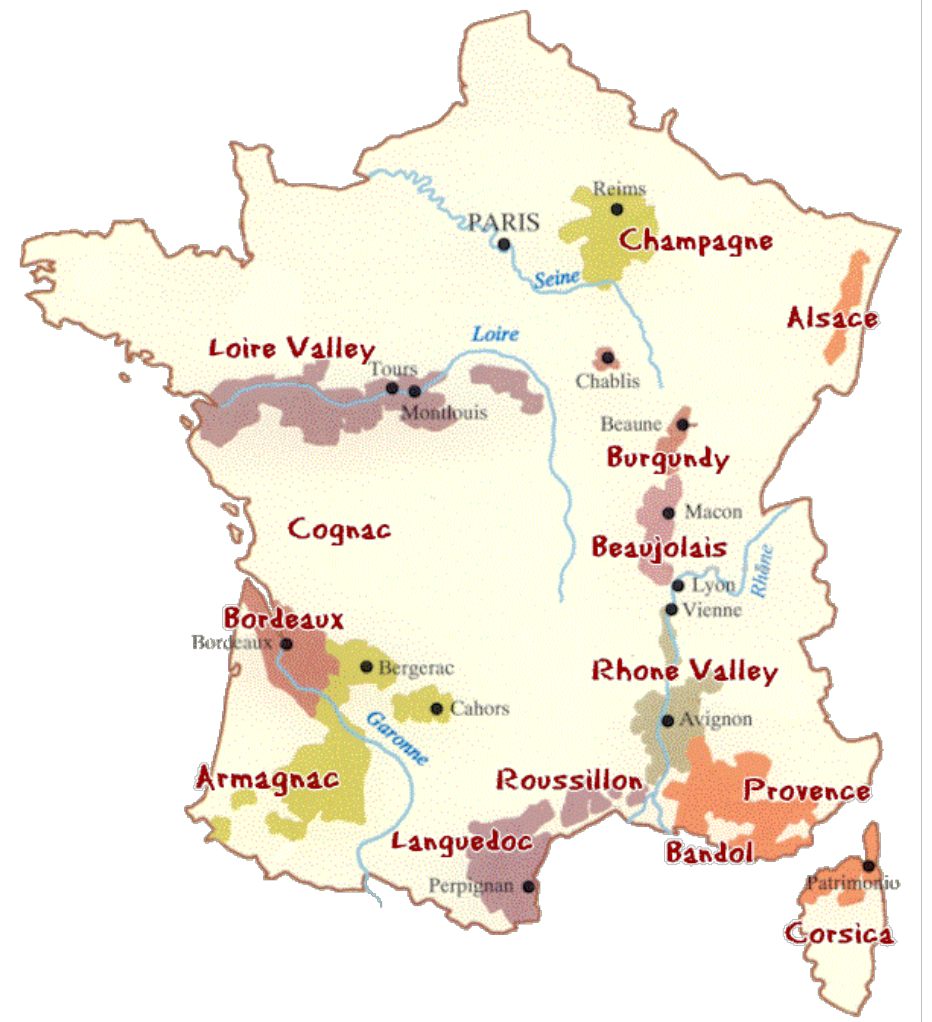 Reims
PARIS
Champagne
Seine
Alsace
Loire
Loire Valley
Tours
Chablis
Montlouis
Beaune
Burgundy
Macon
Cognac
Beaujolais
Rhône
Lyon
Vienne
Bordeaux
Bordeaux
Bergerac
Rhone Valley
Cahors
Avignon
Garonne
Armagnac
Roussillon
Provence
Languedoc
Bandol
Perpignan
Patrimonio
Corsica